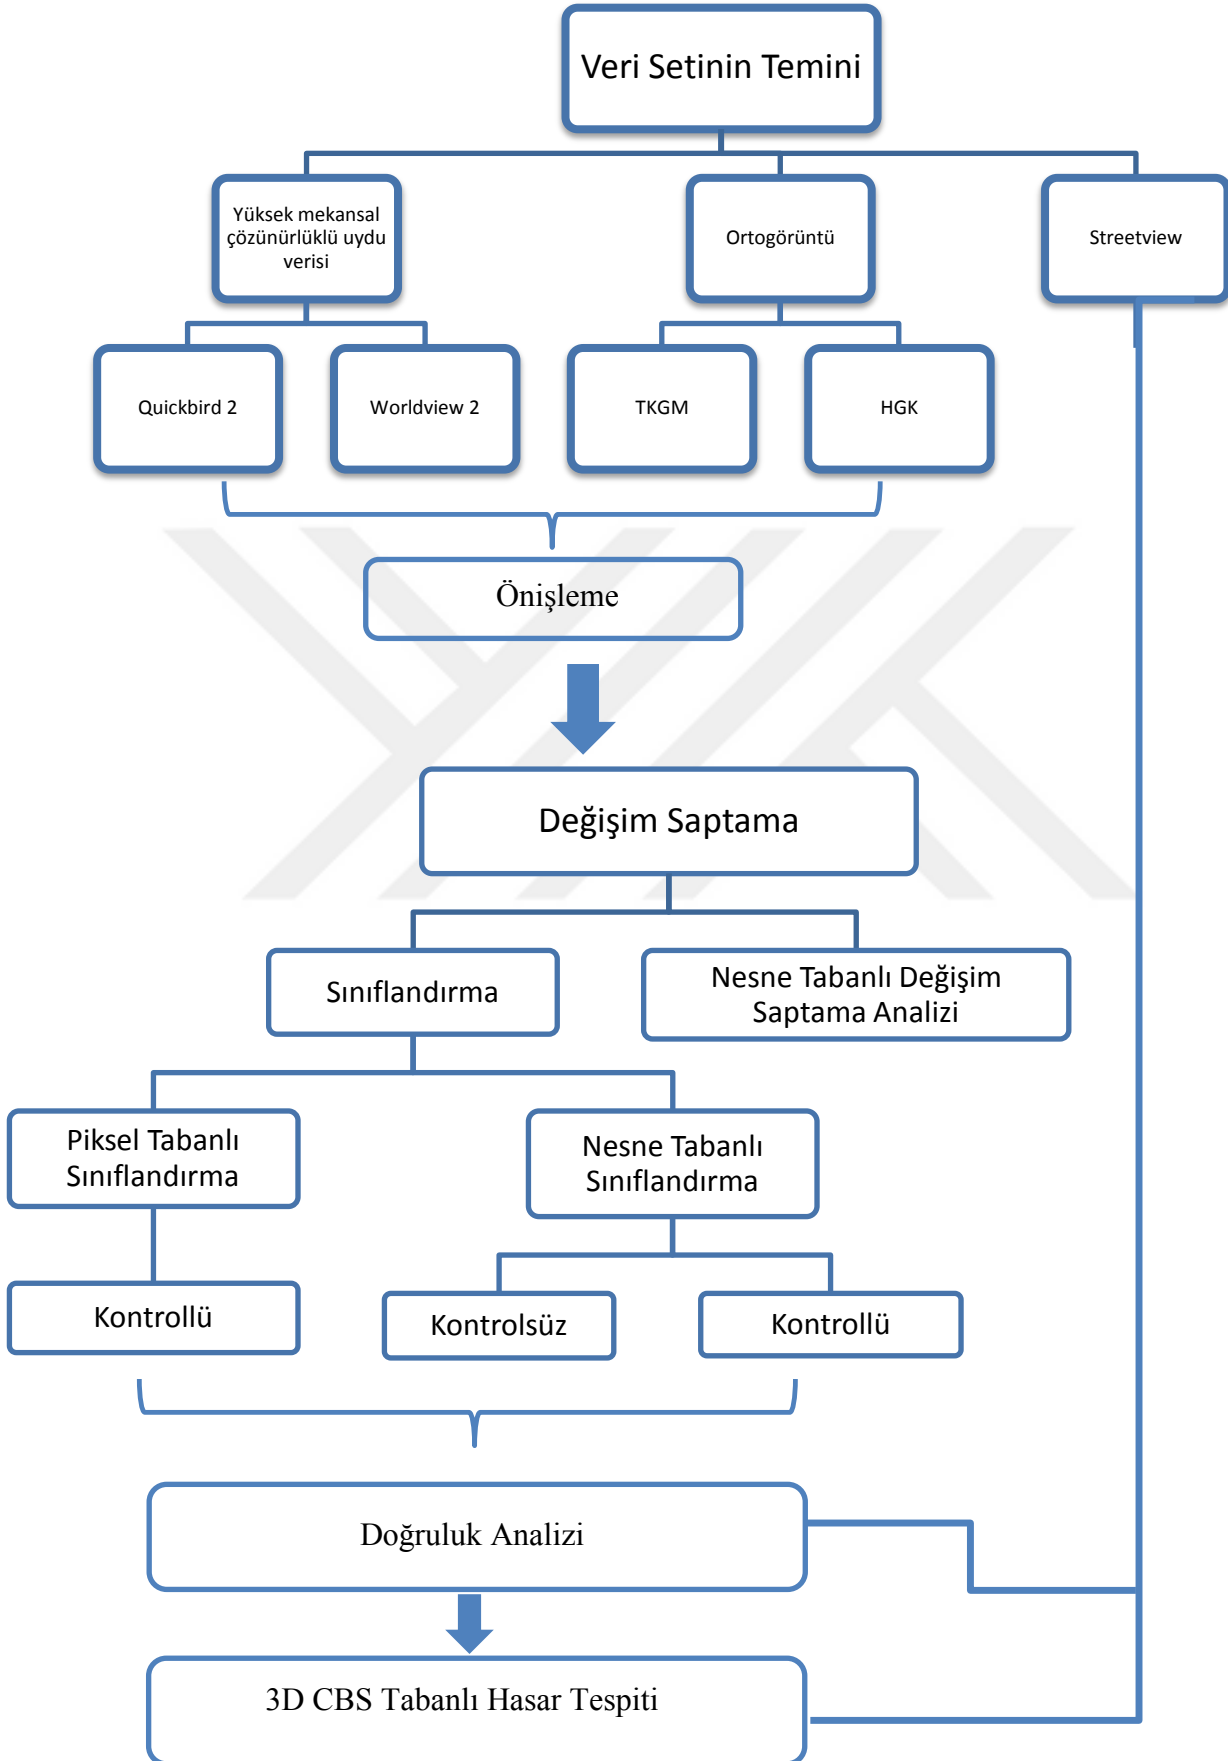 Veri Setinin Temini
Yüksek mekansal
çözünürlüklü uydu
verisi
Ortogörüntü
Streetview
Quickbird 2
Worldview 2
TKGM
HGK
Önişleme
Değişim Saptama
Sınıflandırma
Nesne Tabanlı Değişim
Saptama Analizi
Piksel Tabanlı
Sınıflandırma
Nesne Tabanlı
Sınıflandırma
Kontrollü
Kontrolsüz
Kontrollü
Doğruluk Analizi
3D CBS Tabanlı Hasar Tespiti